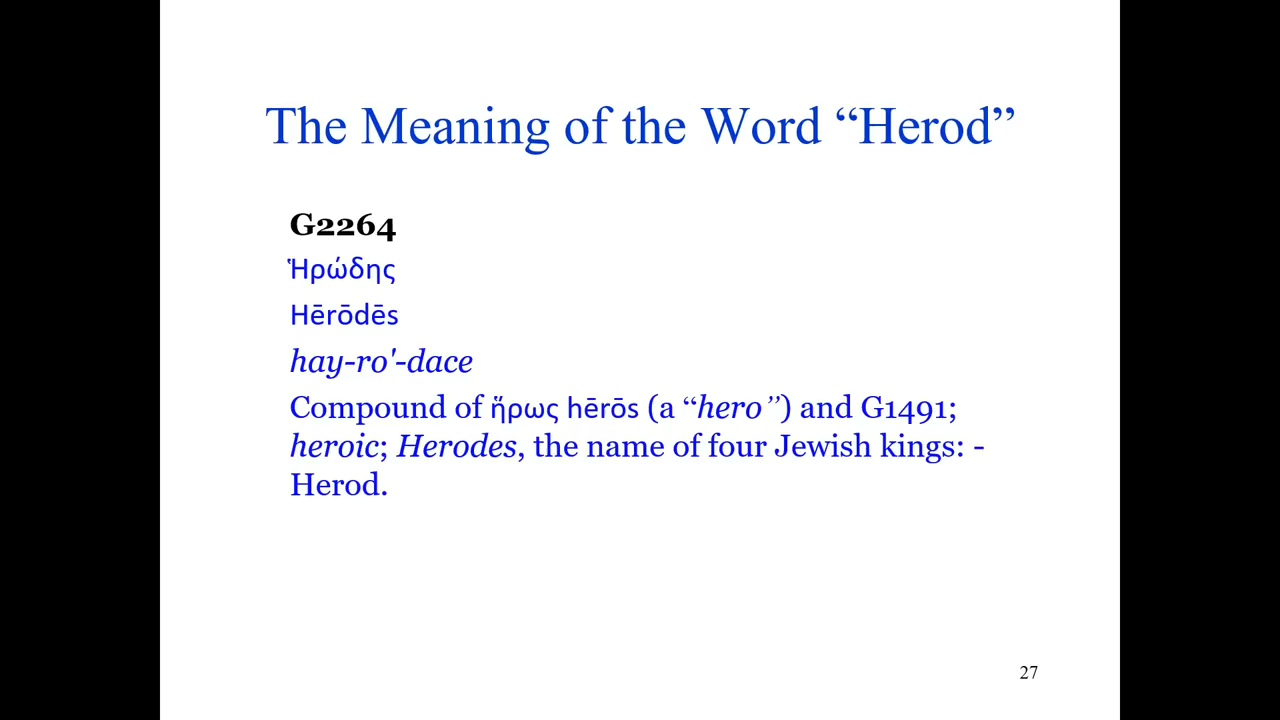 The Meaning of the Word “Herod”
G2264
Ἡρώδης
Hērōdēs
hay-ro'-dace
Compound of ἥρως hērōs (a “hero”) and G1491;
heroic; Herodes, the name of four Jewish kings: -
Herod.
27